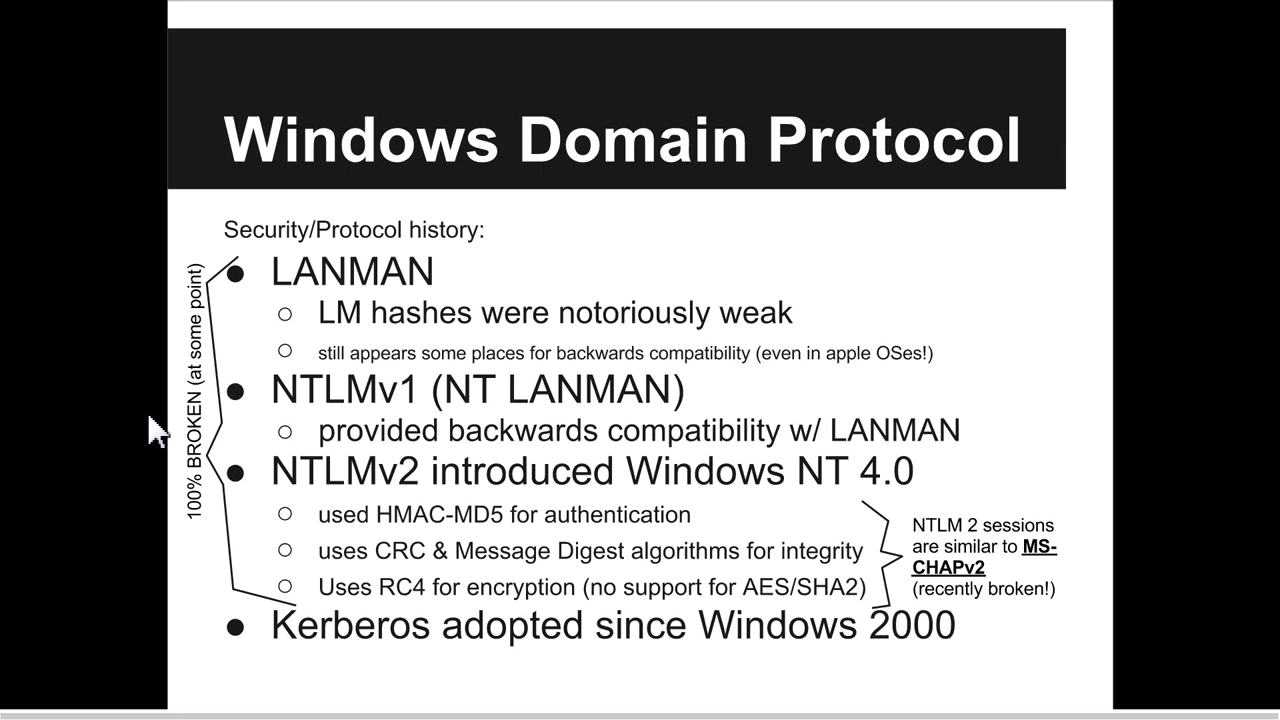 Windows Domain Protocol
Security/Protocol history:
100% BROKEN (at some point)
● LANMAN
○ LM hashes were notoriously weak
○ still appears some places for backwards compatibility (even in apple OSes!)
● NTLMv1 (NT LANMAN)
○ provided backwards compatibility w/ LANMAN
● NTLMv2 introduced Windows NT 4.0
○ used HMAC-MD5 for authentication
○ uses CRC & Message Digest algorithms for integrity
○ Uses RC4 for encryption (no support for AES/SHA2)
NTLM 2 sessions
are similar to MS-
CHAPv2
(recently broken!)
● Kerberos adopted since Windows 2000